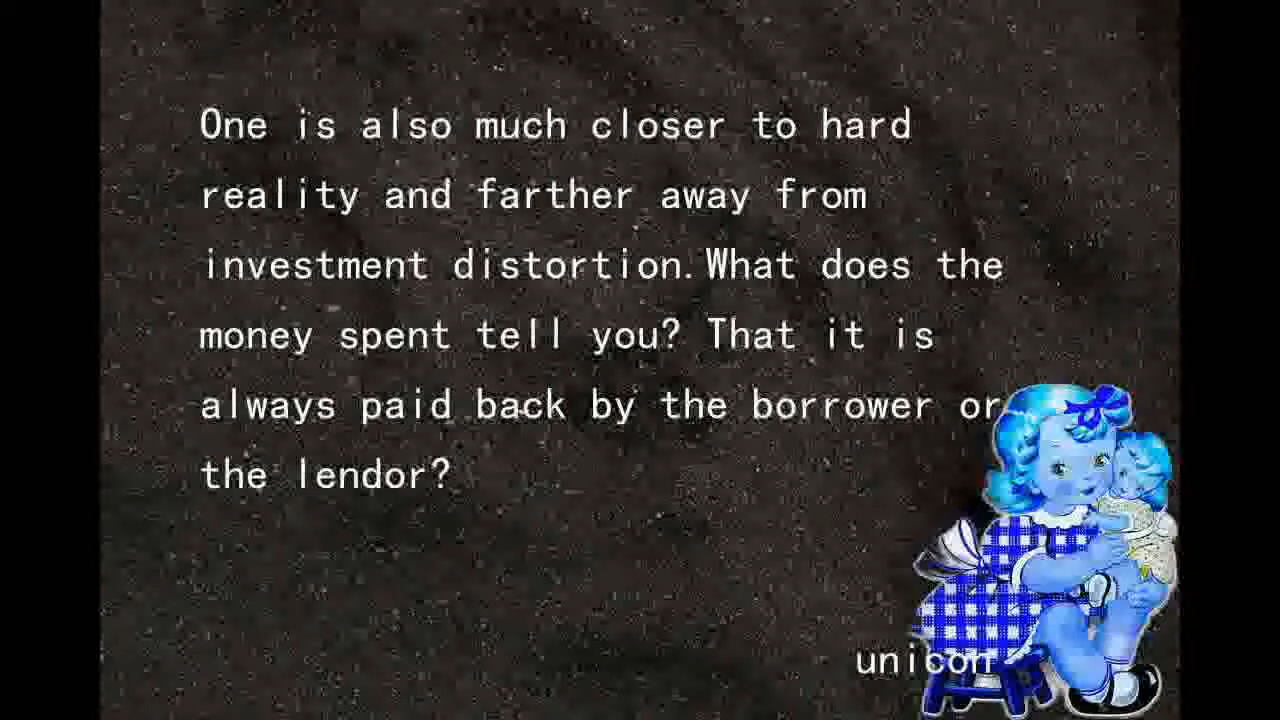 One is also much closer to hard
reality and farther away from
investment distortion.What does the
money spent tell you? That it is
always paid back by the borrower or
the lendor?